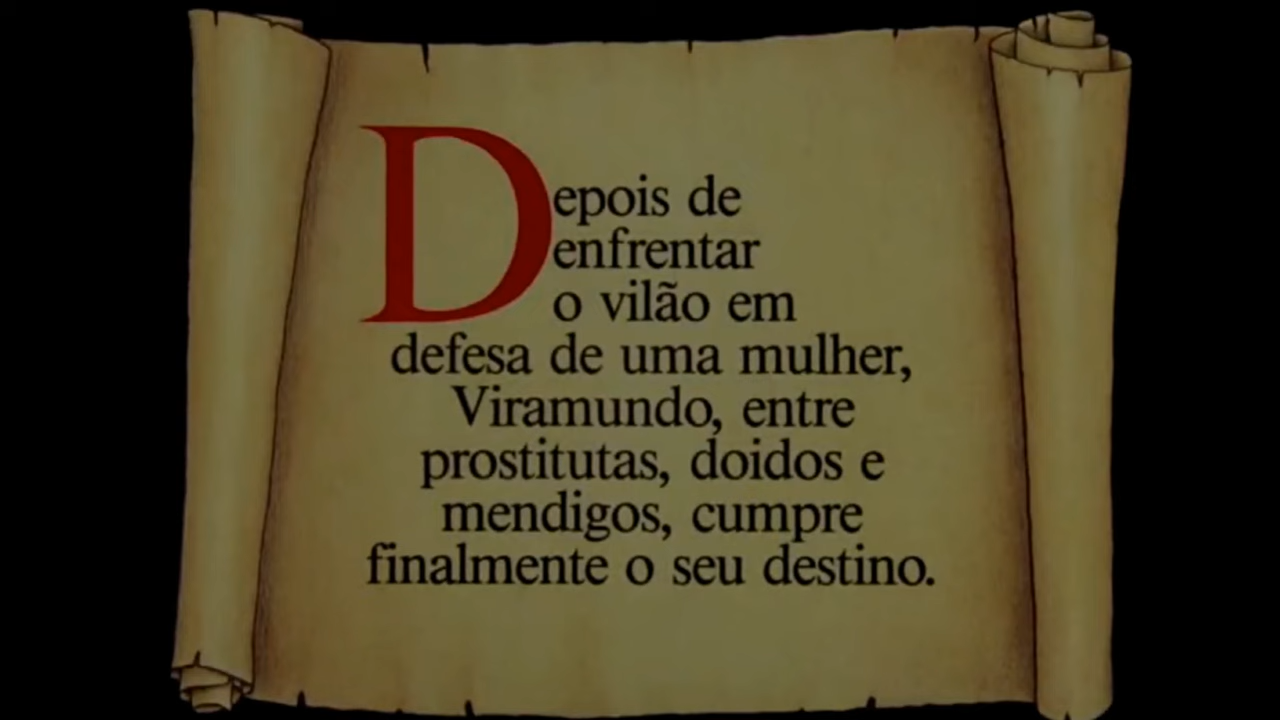 Depois de
enfrentar
o vilão em
defesa de uma mulher,
Viramundo, entre
prostitutas, doidos e
mendigos, cumpre
finalmente o seu destino.